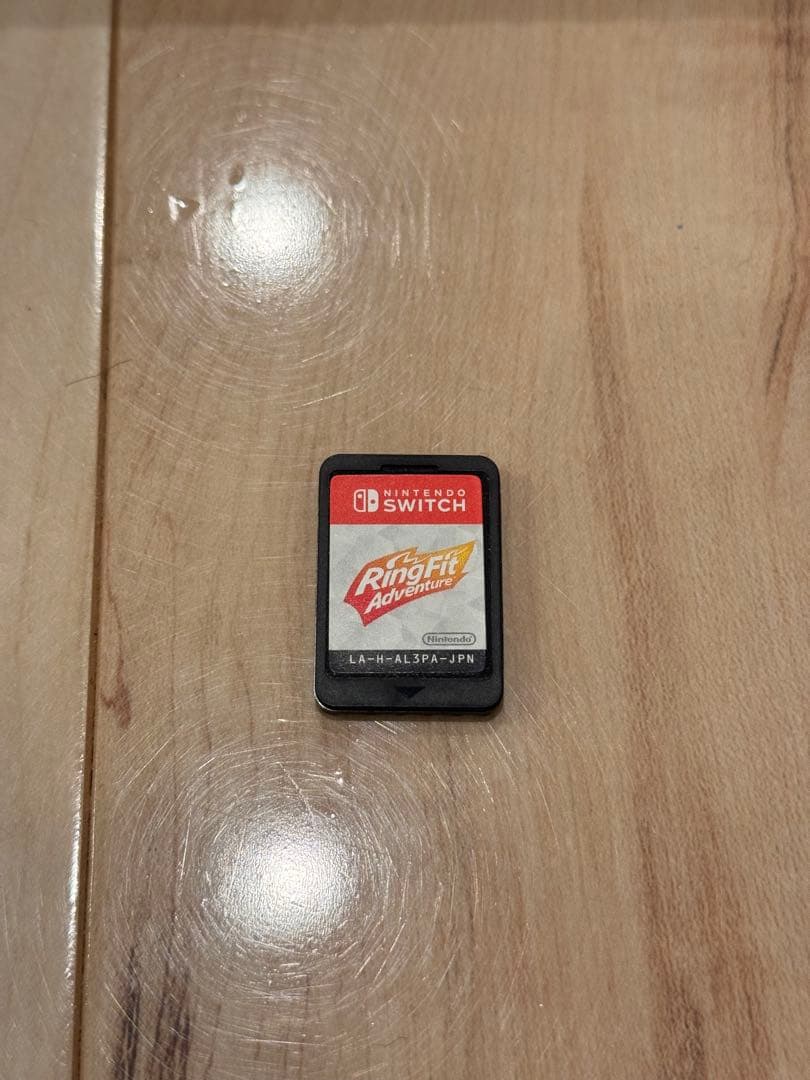 NINTENDO
SWITCH
RingFit
Adventure
Nintendo
LA-H-AL3PA-JPN